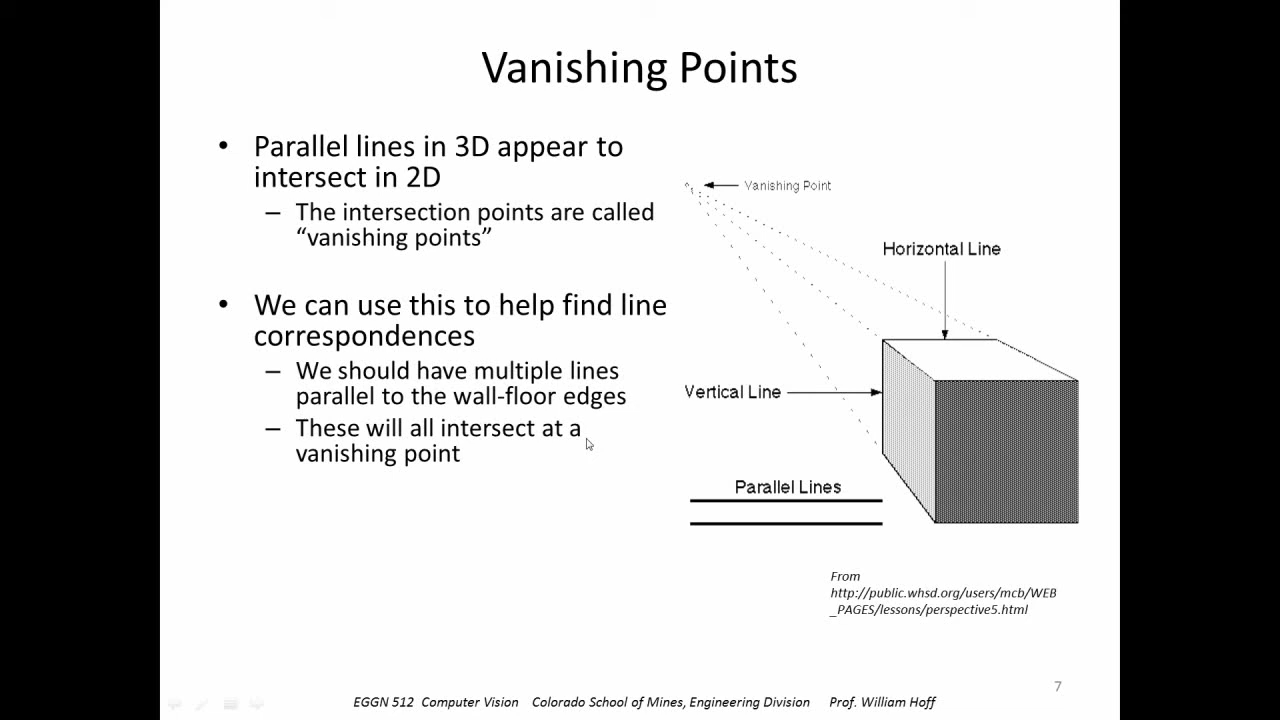 Vanishing Points
• Parallel lines in 3D appear to
intersect in 2D
– The intersection points are called
“vanishing points”
• We can use this to help find line
correspondences
– We should have multiple lines
parallel to the wall-floor edges
– These will all intersect at a
vanishing point
Vanishing Point
Horizontal Line
Vertical Line
Parallel Lines
From
http://public.whsd.org/users/mcb/WEB
_PAGES/lessons/perspective5.html
7
EGGN 512 Computer Vision Colorado School of Mines, Engineering Division Prof. William Hoff